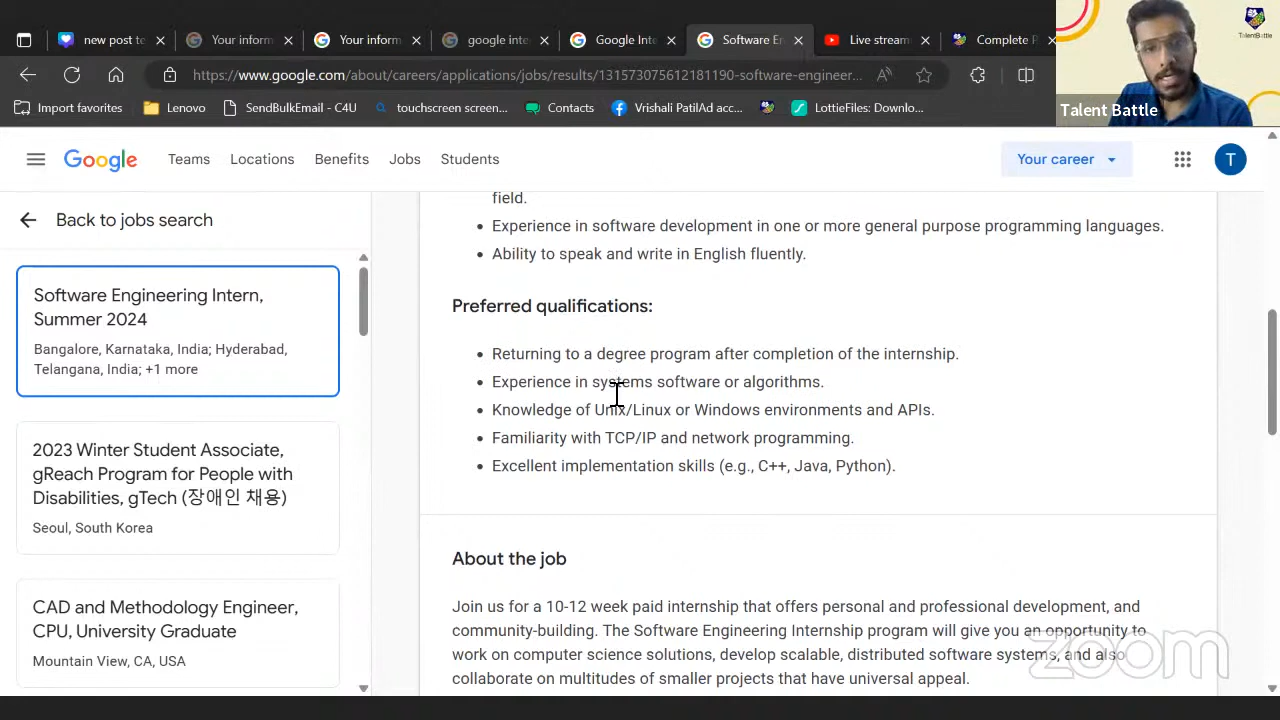 new post te
Your inform
Your inform
google inte
Google Inte
Software En
Live stream
Complete P
https://www.google.com/about/careers/applications/jobs/results/131573075612181190-software-engineer...
Import favorites
Lenovo
SendBulkEmail - C4U
touchscreen screen...
Contacts
Vrishali Patil/Ad acc...
LottieFiles: Downlo...
TalentBattle
Talent Battle
Google
Teams
Locations
Benefits
Jobs
Students
Your career
T
Back to jobs search
Software Engineering Intern,
Summer 2024
Bangalore, Karnataka, India; Hyderabad,
Telangana, India; +1 more
2023 Winter Student Associate,
gReach Program for People with
Disabilities, gTech (장애인 채용)
Seoul, South Korea
CAD and Methodology Engineer,
CPU, University Graduate
Mountain View, CA, USA
field.
Experience in software development in one or more general purpose programming languages.
Ability to speak and write in English fluently.
Preferred qualifications:
Returning to a degree program after completion of the internship.
Experience in systems software or algorithms.
Knowledge of Unix/Linux or Windows environments and APIs.
Familiarity with TCP/IP and network programming.
Excellent implementation skills (e.g., C++, Java, Python).
About the job
Join us for a 10-12 week paid internship that offers personal and professional development, and
community-building. The Software Engineering Internship program will give you an opportunity to
work on computer science solutions, develop scalable, distributed software systems, and also
collaborate on multitudes of smaller projects that have universal appeal.
zoom